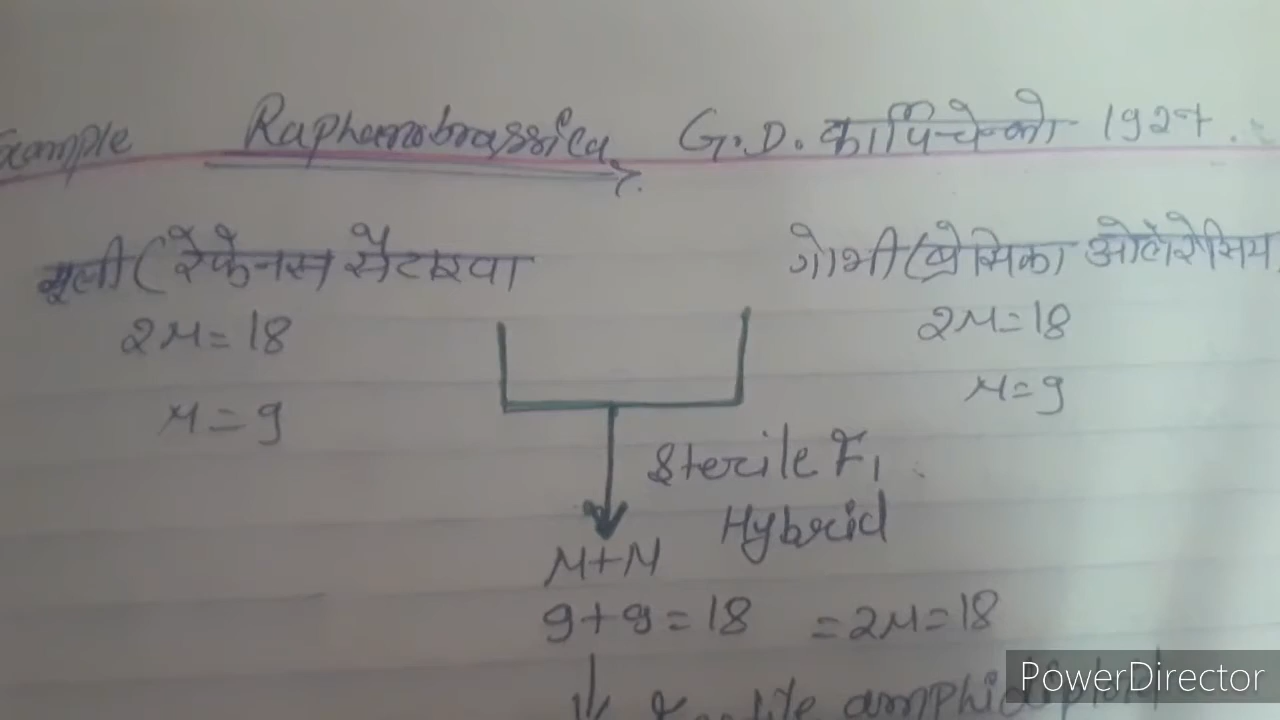 Example Raphanobrassica G.D. कार्पिचेन्को 1927.
मूली (रेफेनस सैटाइवा गोभी (ब्रेसिका ओलेरेसिय
2n=18 2n=18
n=9 n=9
Sterile F1
Hybrid
n+n
9+9=18 =2n=18
amphidiploid
PowerDirector